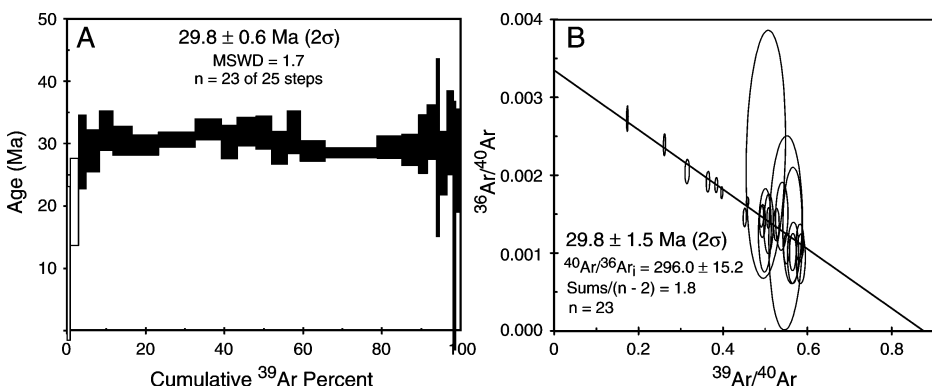 A
29.8 ± 0.6 Ma (2σ)
MSWD = 1.7
n = 23 of 25 steps
Age (Ma)
50
40
30
20
10
0
20
40
60
80
100
Cumulative ³⁹Ar Percent
B
³⁶Ar/⁴⁰Ar
0.004
0.003
0.002
0.001
0.000
29.8 ± 1.5 Ma (2σ)
⁴⁰Ar/³⁶Arᵢ = 296.0 ± 15.2
Sums/(n - 2) = 1.8
n = 23
0
0.2
0.4
0.6
0.8
³⁹Ar/⁴⁰Ar